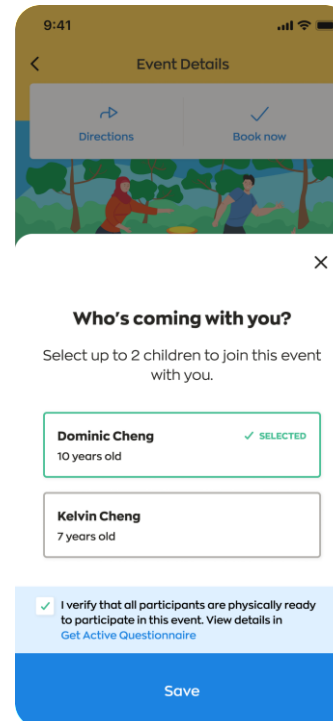 9:41
Event Details
Directions
Book now
Who's coming with you?
Select up to 2 children to join this event
with you.
Dominic Cheng
SELECTED
10 years old
Kelvin Cheng
7 years old
I verify that all participants are physically ready
to participate in this event. View details in
Get Active Questionnaire
Save